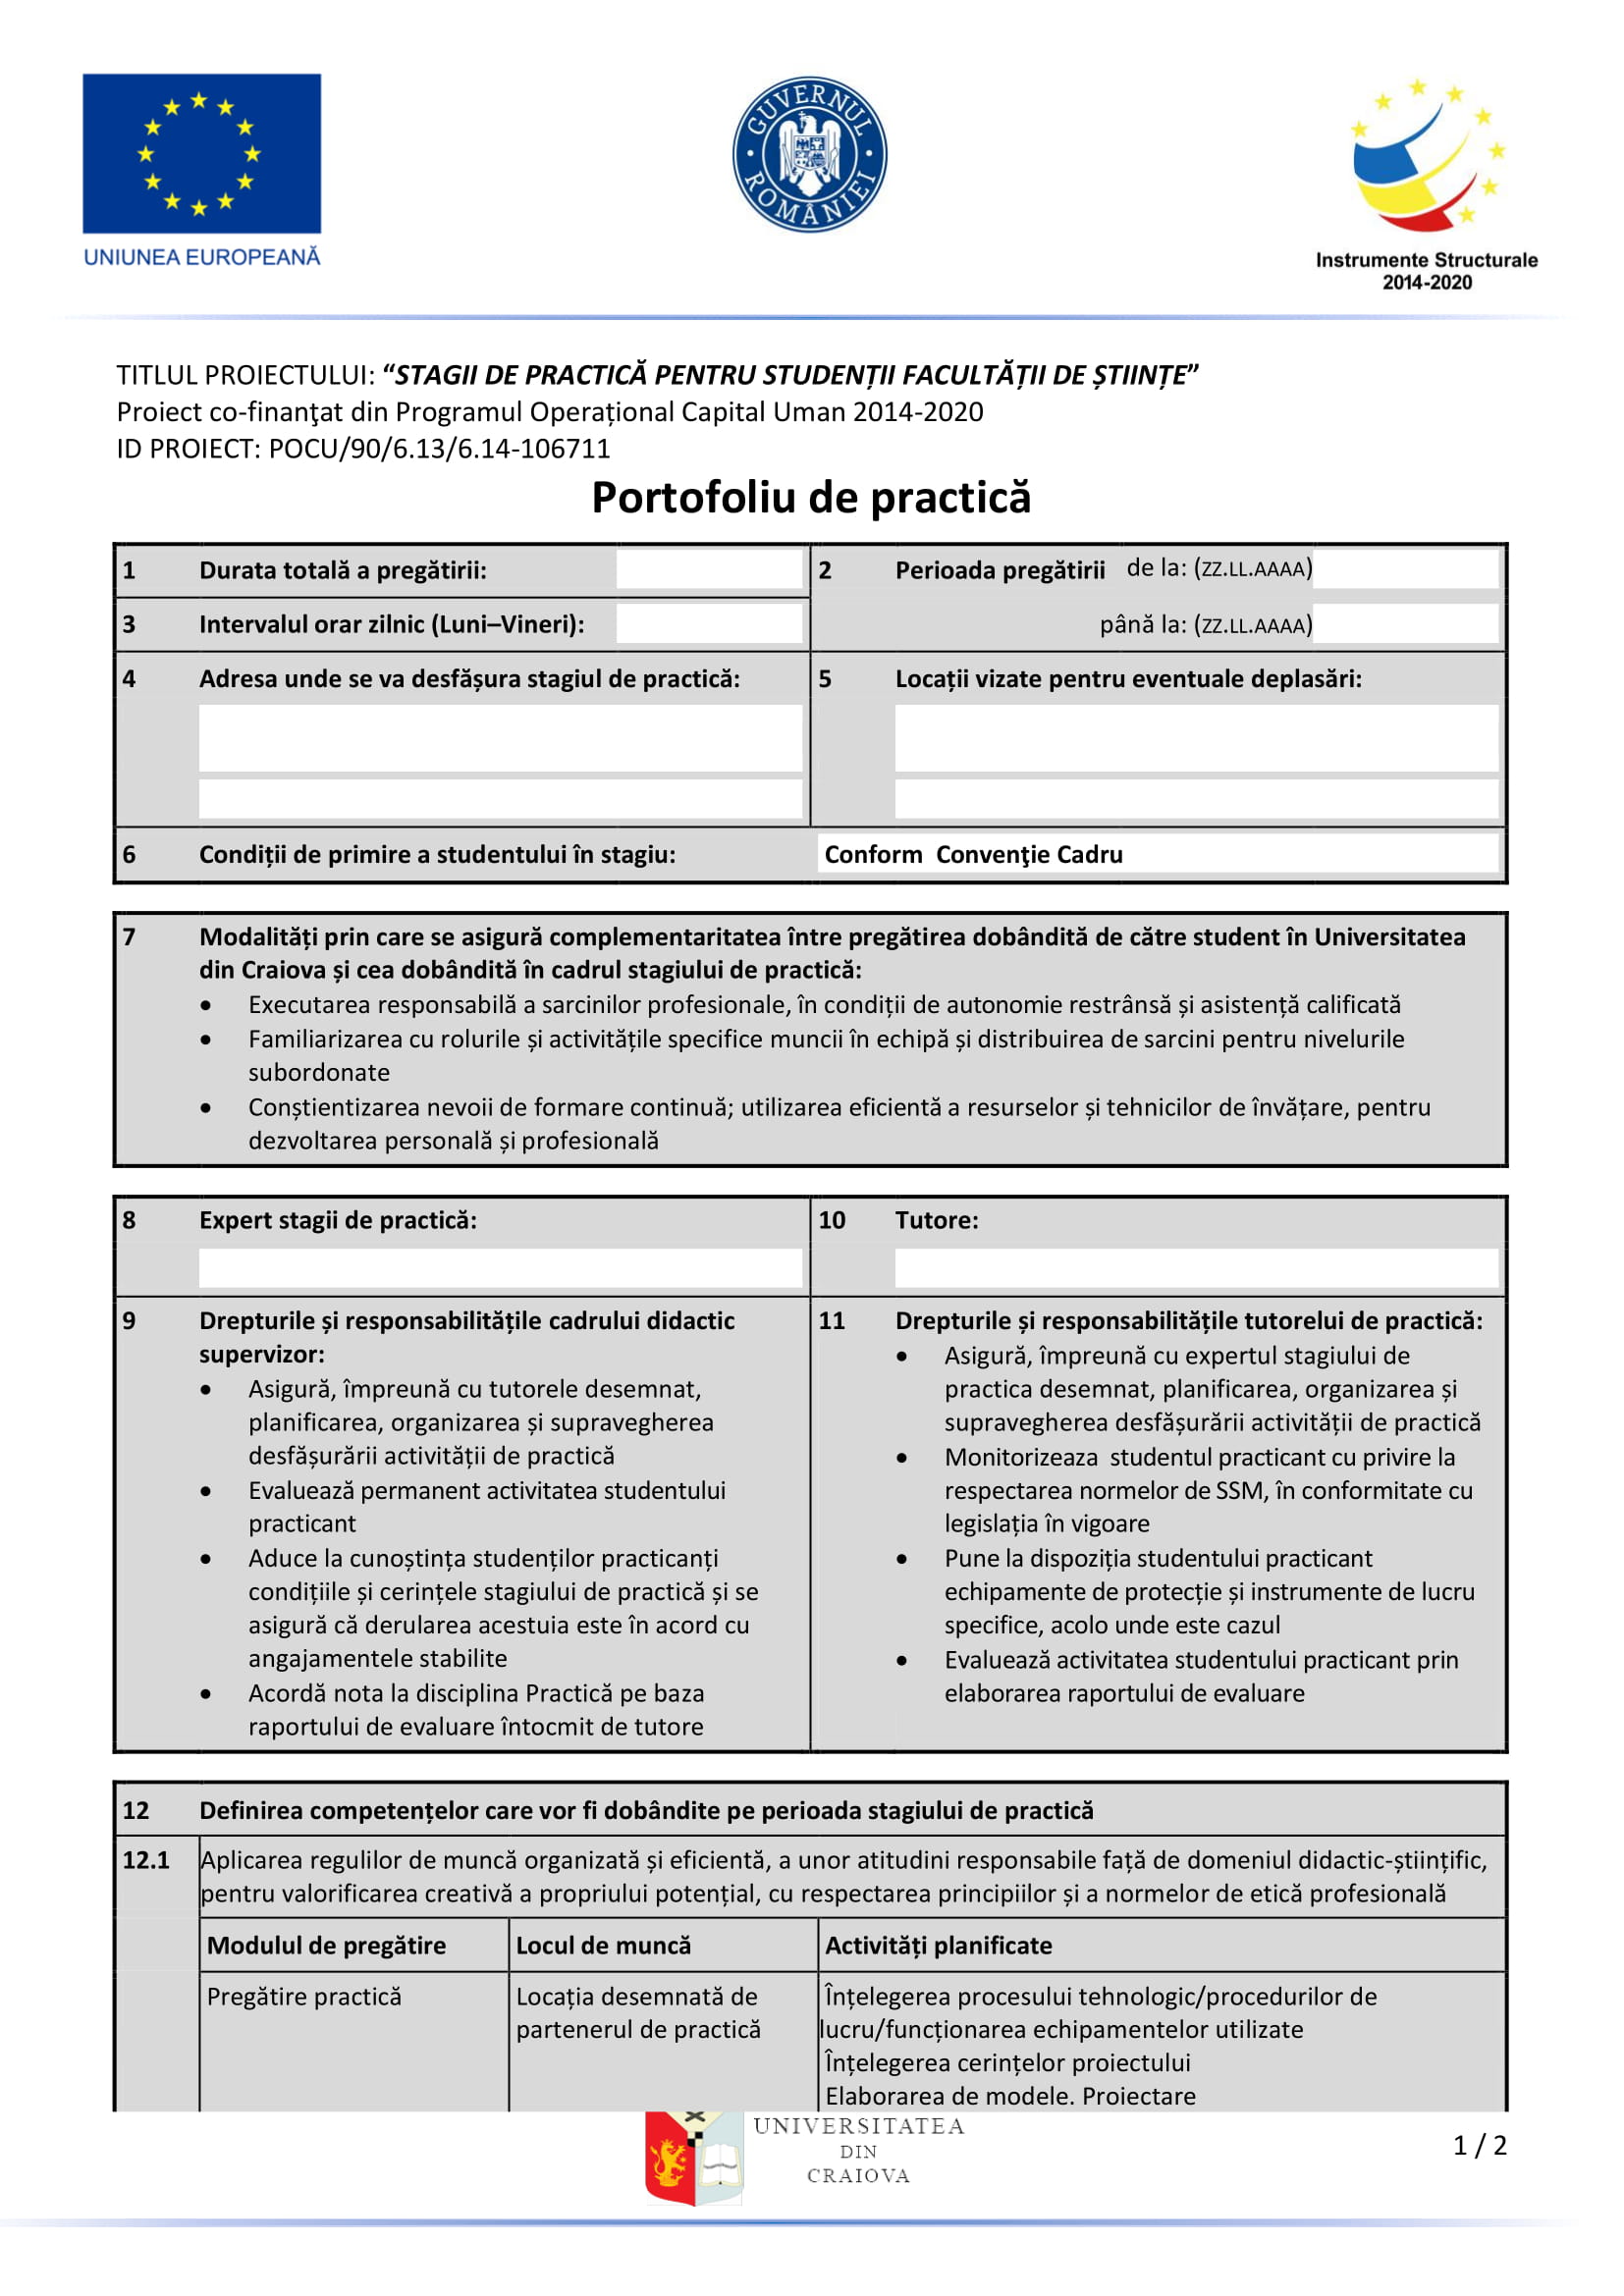 UNIUNEA EUROPEANĂ
GUVERNUL ROMÂNIEI
Instrumente Structurale
2014-2020
TITLUL PROIECTULUI: “STAGII DE PRACTICĂ PENTRU STUDENȚII FACULTĂȚII DE ȘTIINȚE”
Proiect co-finanţat din Programul Operațional Capital Uman 2014-2020
ID PROIECT: POCU/90/6.13/6.14-106711
Portofoliu de practică
1 Durata totală a pregătirii:
2 Perioada pregătirii de la: (ZZ.LL.AAAA)
3 Intervalul orar zilnic (Luni–Vineri):
până la: (ZZ.LL.AAAA)
4 Adresa unde se va desfășura stagiul de practică:
5 Locații vizate pentru eventuale deplasări:
6 Condiții de primire a studentului în stagiu: Conform  Convenţie Cadru
7 Modalități prin care se asigură complementaritatea între pregătirea dobândită de către student în Universitatea
din Craiova și cea dobândită în cadrul stagiului de practică:
• Executarea responsabilă a sarcinilor profesionale, în condiții de autonomie restrânsă și asistență calificată
• Familiarizarea cu rolurile și activitățile specifice muncii în echipă și distribuirea de sarcini pentru nivelurile
subordonate
• Conștientizarea nevoii de formare continuă; utilizarea eficientă a resurselor și tehnicilor de învățare, pentru
dezvoltarea personală și profesională
8 Expert stagii de practică:
10 Tutore:
9 Drepturile și responsabilitățile cadrului didactic
supervizor:
• Asigură, împreună cu tutorele desemnat,
planificarea, organizarea și supravegherea
desfășurării activității de practică
• Evaluează permanent activitatea studentului
practicant
• Aduce la cunoștința studenților practicanți
condițiile și cerințele stagiului de practică și se
asigură că derularea acestuia este în acord cu
angajamentele stabilite
• Acordă nota la disciplina Practică pe baza
raportului de evaluare întocmit de tutore
11 Drepturile și responsabilitățile tutorelui de practică:
• Asigură, împreună cu expertul stagiului de
practica desemnat, planificarea, organizarea și
supravegherea desfășurării activității de practică
• Monitorizeaza  studentul practicant cu privire la
respectarea normelor de SSM, în conformitate cu
legislația în vigoare
• Pune la dispoziția studentului practicant
echipamente de protecție și instrumente de lucru
specifice, acolo unde este cazul
• Evaluează activitatea studentului practicant prin
elaborarea raportului de evaluare
12 Definirea competențelor care vor fi dobândite pe perioada stagiului de practică
12.1 Aplicarea regulilor de muncă organizată și eficientă, a unor atitudini responsabile față de domeniul didactic-științific,
pentru valorificarea creativă a propriului potențial, cu respectarea principiilor și a normelor de etică profesională
Modulul de pregătire Locul de muncă Activități planificate
Pregătire practică
Locația desemnată de
partenerul de practică
Înțelegerea procesului tehnologic/procedurilor de
lucru/funcționarea echipamentelor utilizate
Înțelegerea cerințelor proiectului
Elaborarea de modele. Proiectare
UNIVERSITATEA
DIN
CRAIOVA
1 / 2